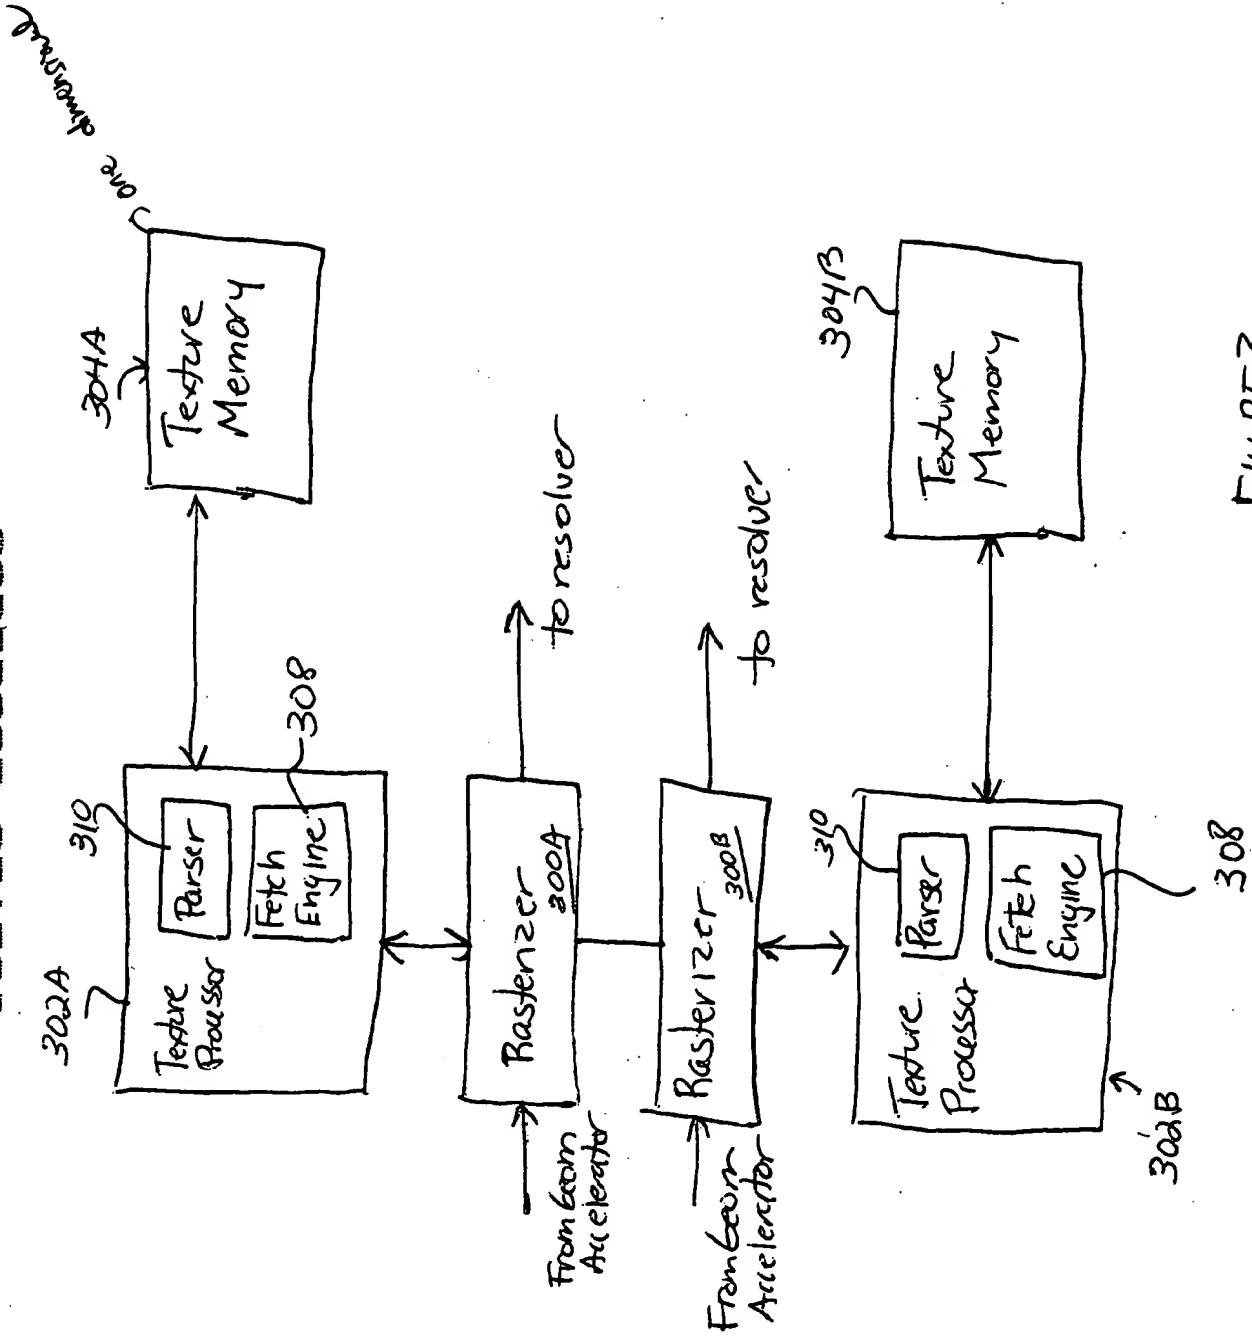 one dimensional
304A
Texture
Memory
304B
Texture
Memory
to resolver
to resolver
308
310
Parser
Fetch
Engine
302A
Texture
Processor
Rasterizer
300A
Rasterizer
300B
310
Parser
Fetch
Engine
308
Texture
Processor
302B
From Geom
Accelerator
From Geom
Accelerator